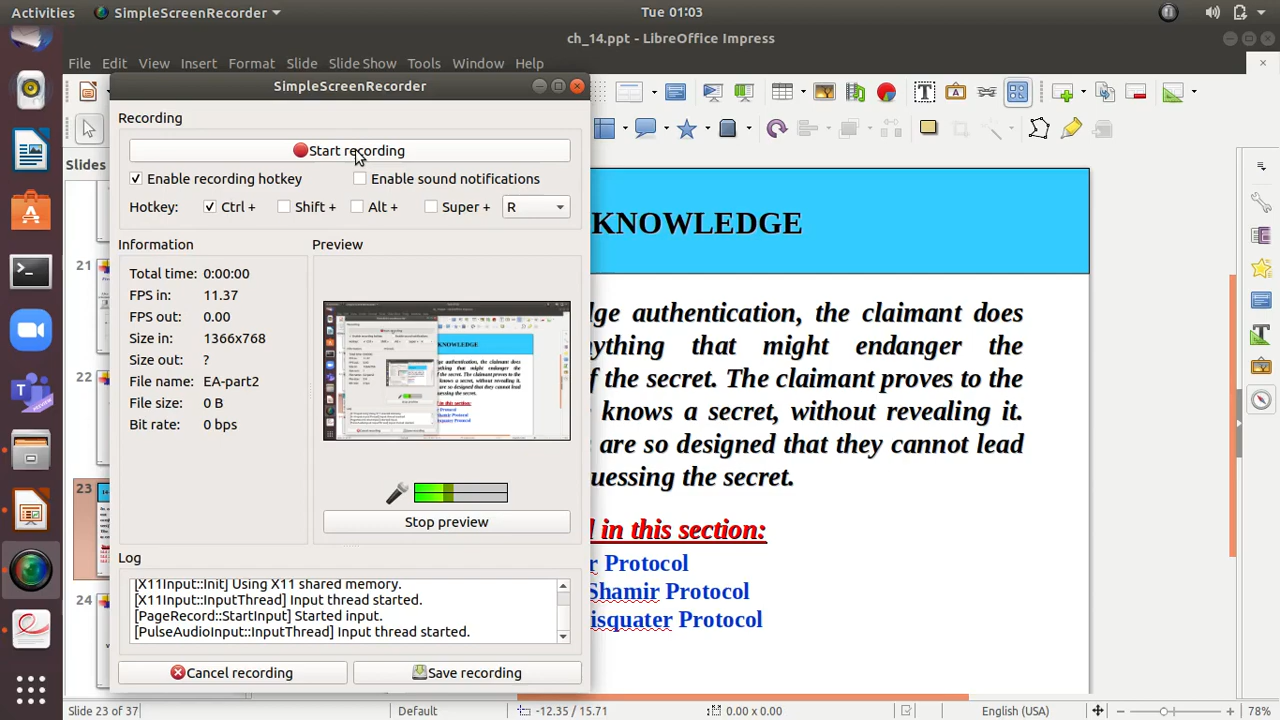 Activities
SimpleScreenRecorder
Tue 01:03
ch_14.ppt - LibreOffice Impress
File Edit View Insert Format Slide Slide Show Tools Window Help
SimpleScreenRecorder
Recording
Start recording
Enable recording hotkey
Enable sound notifications
Hotkey: Ctrl + Shift + Alt + Super + R
Information
Preview
Total time: 0:00:00
FPS in: 11.37
FPS out: 0.00
Size in: 1366x768
Size out: ?
File name: EA-part2
File size: 0 B
Bit rate: 0 bps
Stop preview
Log
[X11Input::Init] Using X11 shared memory.
[X11Input::InputThread] Input thread started.
[PageRecord::StartInput] Started input.
[PulseAudioInput::InputThread] Input thread started.
Cancel recording
Save recording
Slides
21
22
23
24
KNOWLEDGE
dge authentication, the claimant does
ything that might endanger the
f the secret. The claimant proves to the
knows a secret, without revealing it.
are so designed that they cannot lead
uessing the secret.
l in this section:
r Protocol
Shamir Protocol
isquater Protocol
Slide 23 of 37
Default
-12.35 / 15.71
0.00 x 0.00
English (USA)
78%